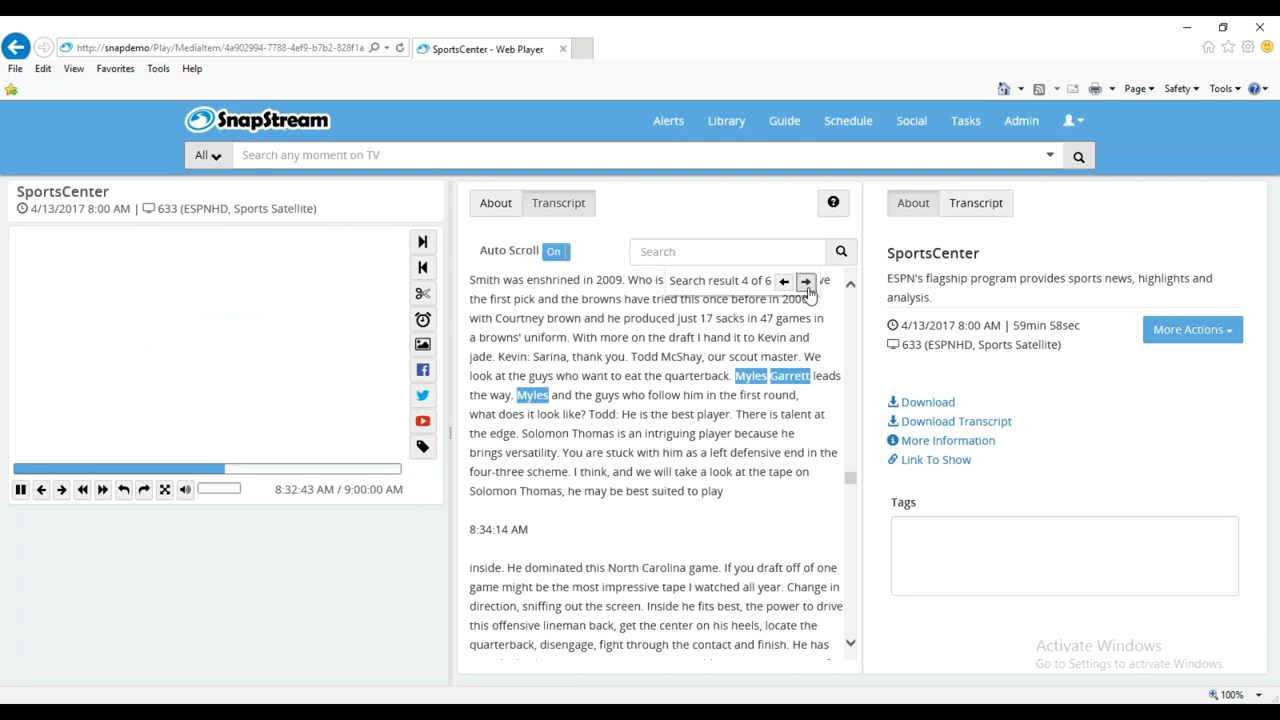 http://snapdemo/Play/MediaItem/4a902994-7788-4ef9-b7b2-828f1a
SportsCenter - Web Player
File Edit View Favorites Tools Help
Page Safety Tools
SnapStream
Alerts Library Guide Schedule Social Tasks Admin
All Search any moment on TV
SportsCenter
4/13/2017 8:00 AM | 633 (ESPNHD, Sports Satellite)
8:32:43 AM / 9:00:00 AM
About Transcript
Auto Scroll On Search
Search result 4 of 6
Smith was enshrined in 2009. Who is
the first pick and the browns have tried this once before in 2006
with Courtney brown and he produced just 17 sacks in 47 games in
a browns' uniform. With more on the draft I hand it to Kevin and
jade. Kevin: Sarina, thank you. Todd McShay, our scout master. We
look at the guys who want to eat the quarterback. Myles Garrett leads
the way. Myles and the guys who follow him in the first round,
what does it look like? Todd: He is the best player. There is talent at
the edge. Solomon Thomas is an intriguing player because he
brings versatility. You are stuck with him as a left defensive end in the
four-three scheme. I think, and we will take a look at the tape on
Solomon Thomas, he may be best suited to play
8:34:14 AM
inside. He dominated this North Carolina game. If you draft off of one
game might be the most impressive tape I watched all year. Change in
direction, sniffing out the screen. Inside he fits best, the power to drive
this offensive lineman back, get the center on his heels, locate the
quarterback, disengage, fight through the contact and finish. He has
About Transcript
SportsCenter
ESPN's flagship program provides sports news, highlights and
analysis.
4/13/2017 8:00 AM | 59min 58sec
633 (ESPNHD, Sports Satellite)
More Actions
Download
Download Transcript
More Information
Link To Show
Tags
Activate Windows
Go to Settings to activate Windows.
100%